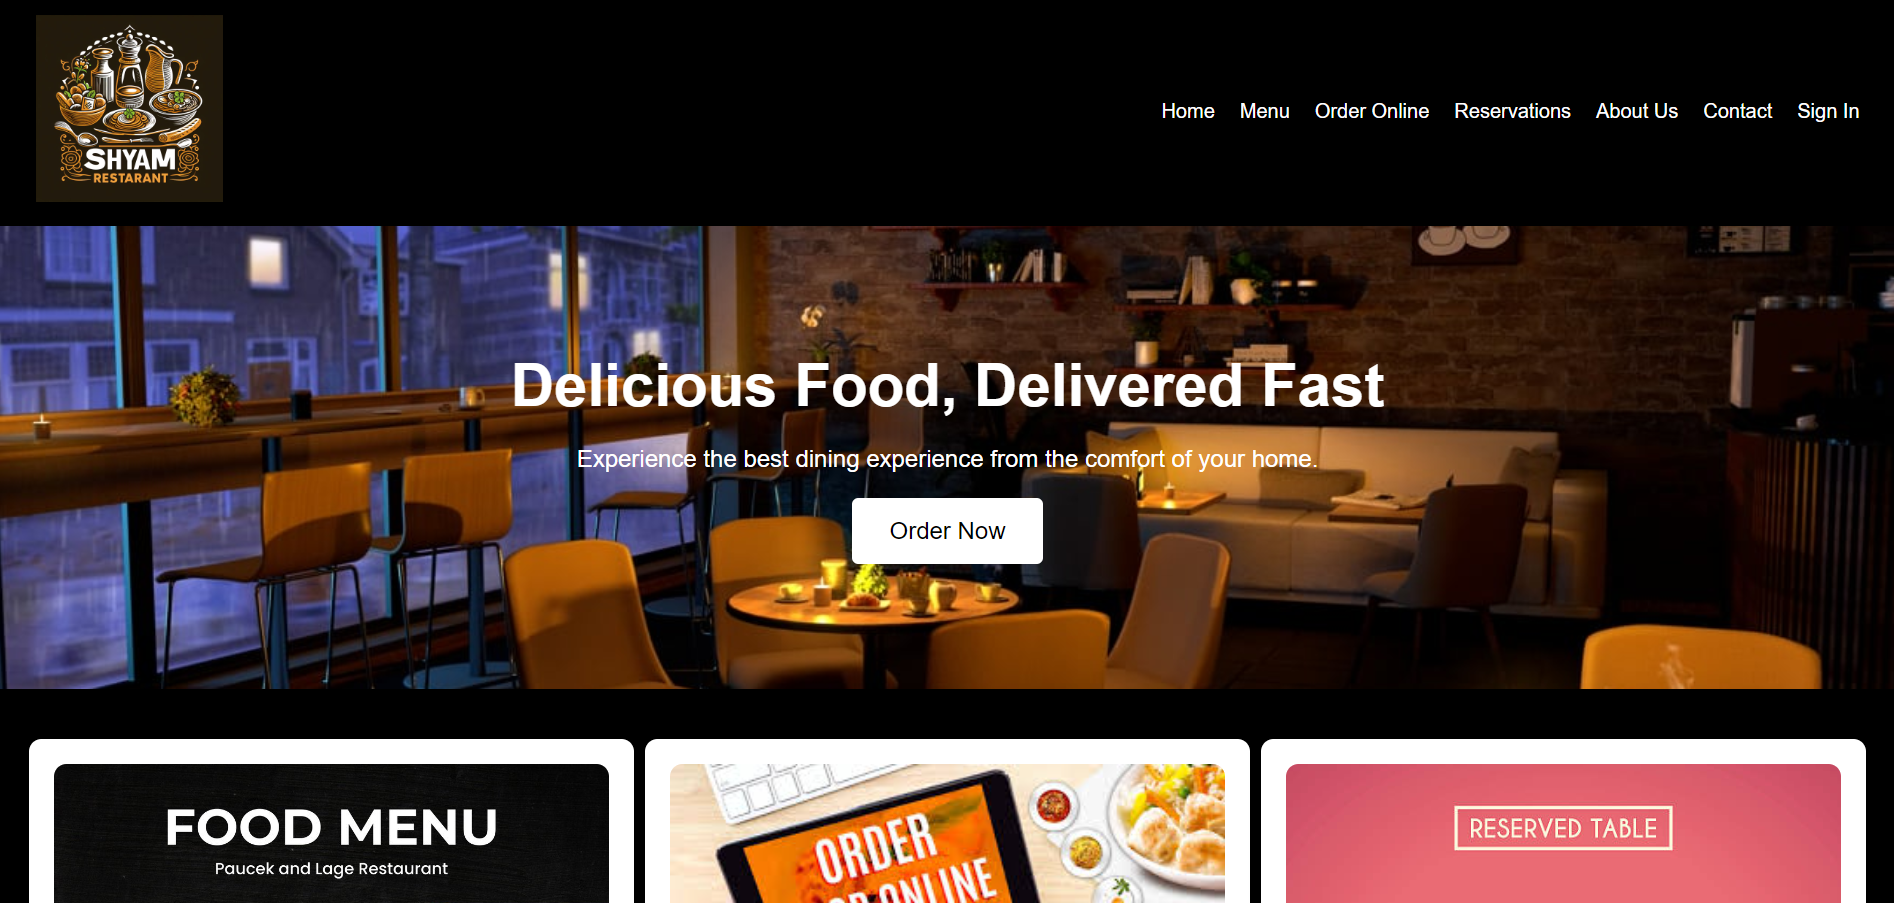 SHYAM
RESTARANT
Home Menu Order Online Reservations About Us Contact Sign In
Delicious Food, Delivered Fast
Experience the best dining experience from the comfort of your home.
Order Now
FOOD MENU
Paucek and Lage Restaurant
ORDER
ONLINE
RESERVED TABLE